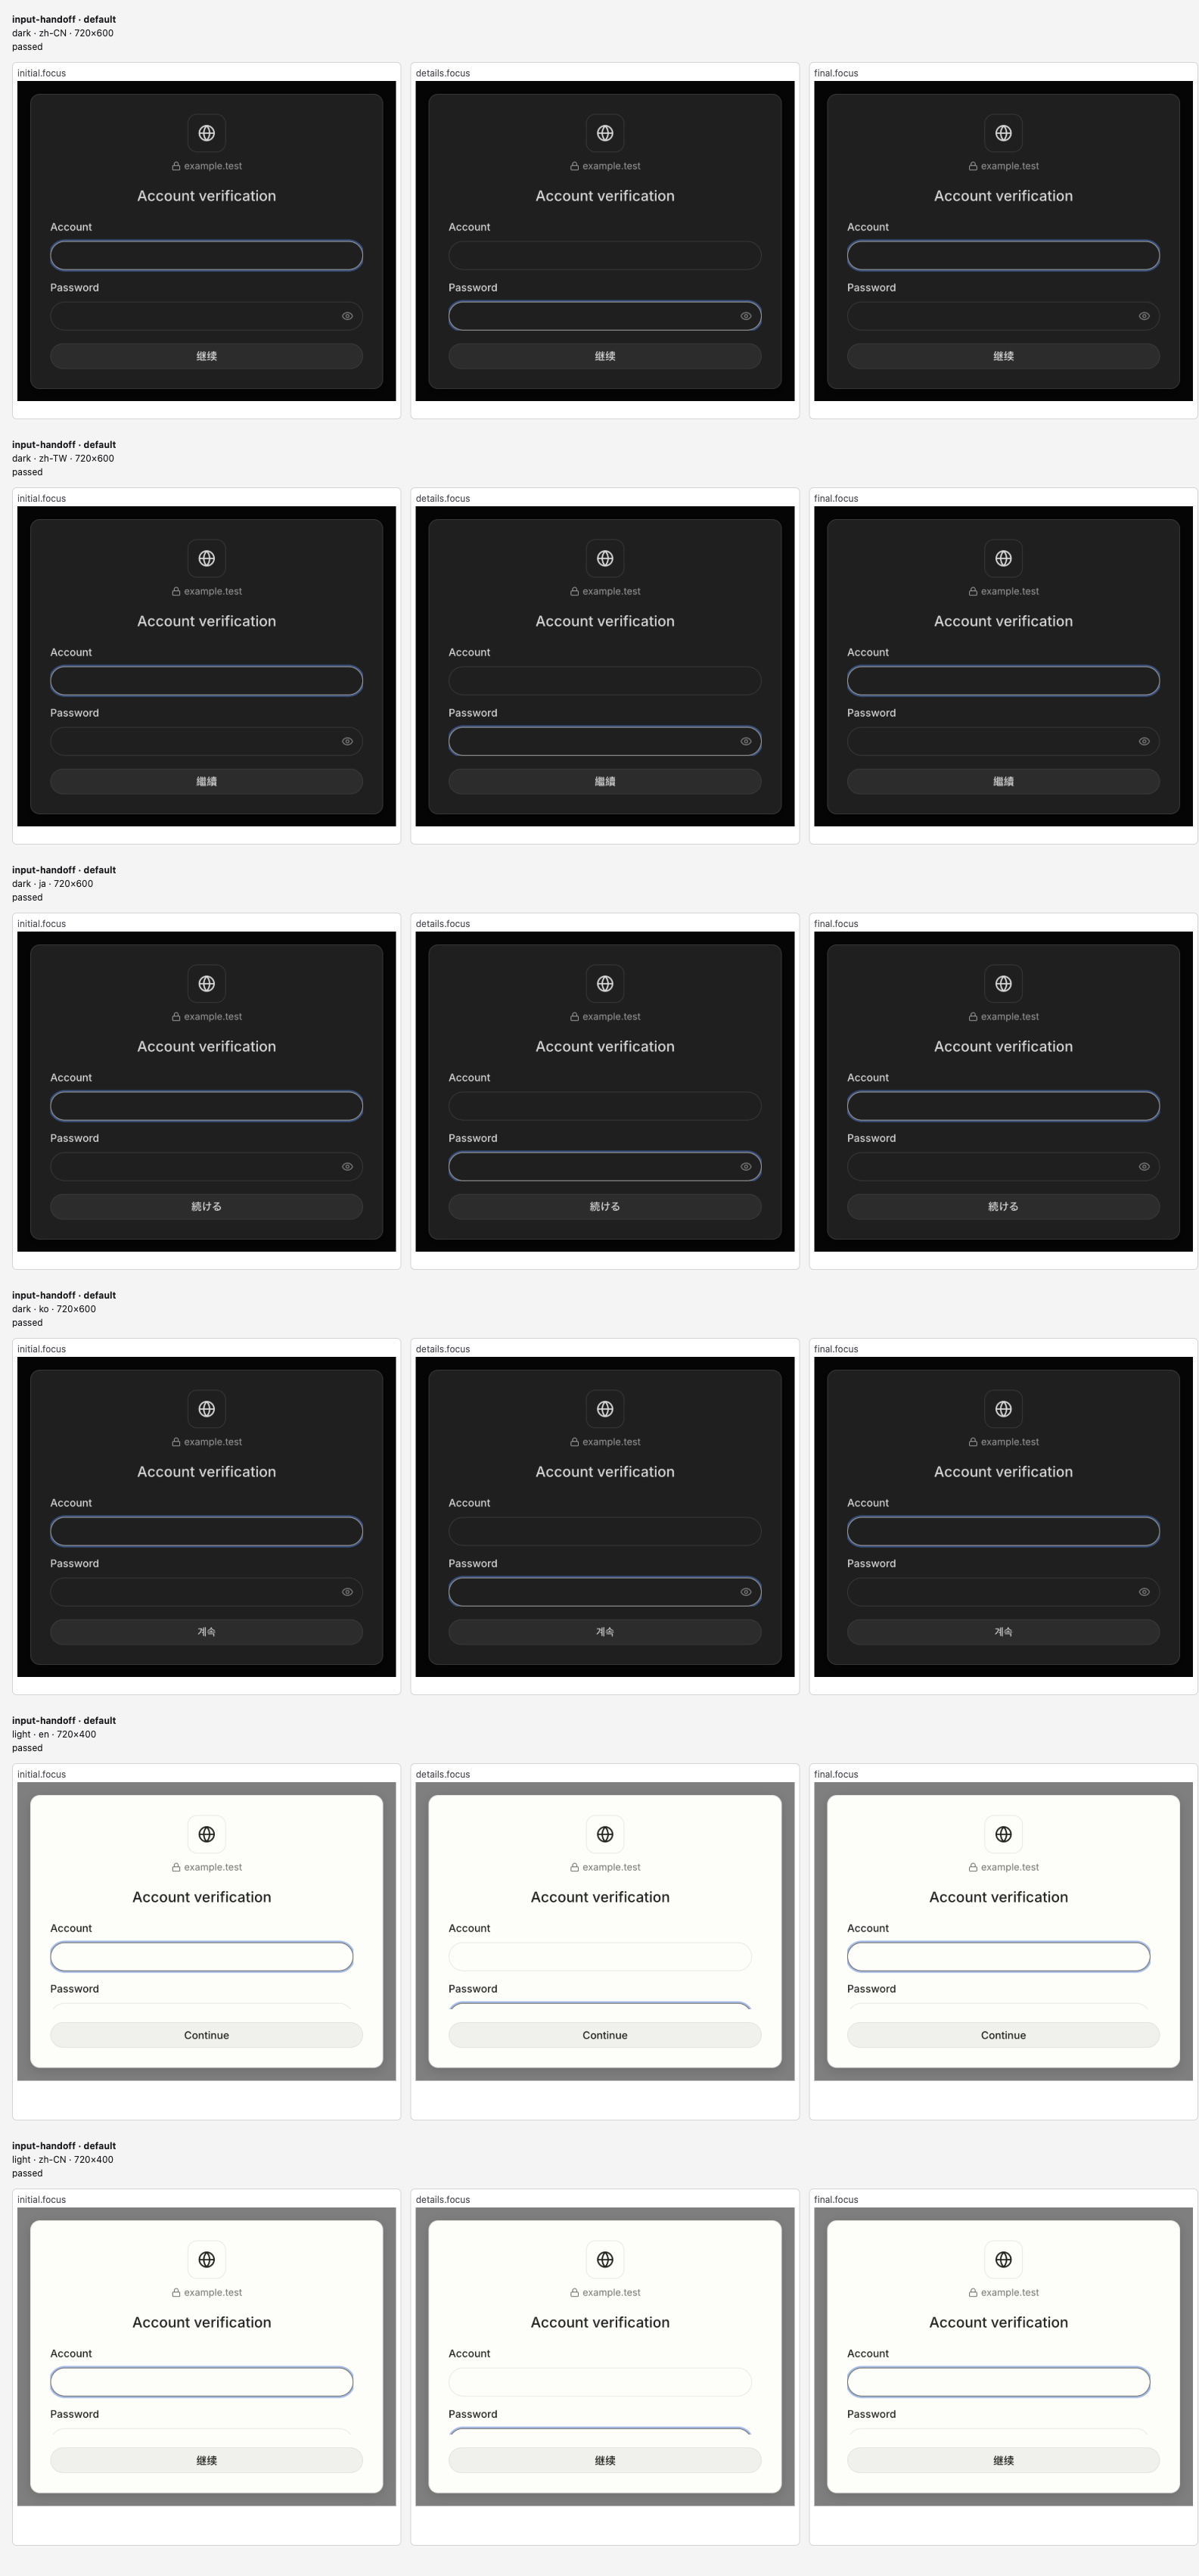 input-handoff · default
dark · zh-CN · 720×600
passed
initial.focus
example.test
Account verification
Account
Password
继续
details.focus
example.test
Account verification
Account
Password
继续
final.focus
example.test
Account verification
Account
Password
继续
input-handoff · default
dark · zh-TW · 720×600
passed
initial.focus
example.test
Account verification
Account
Password
繼續
details.focus
example.test
Account verification
Account
Password
繼續
final.focus
example.test
Account verification
Account
Password
繼續
input-handoff · default
dark · ja · 720×600
passed
initial.focus
example.test
Account verification
Account
Password
続ける
details.focus
example.test
Account verification
Account
Password
続ける
final.focus
example.test
Account verification
Account
Password
続ける
input-handoff · default
dark · ko · 720×600
passed
initial.focus
example.test
Account verification
Account
Password
계속
details.focus
example.test
Account verification
Account
Password
계속
final.focus
example.test
Account verification
Account
Password
계속
input-handoff · default
light · en · 720×400
passed
initial.focus
example.test
Account verification
Account
Password
Continue
details.focus
example.test
Account verification
Account
Password
Continue
final.focus
example.test
Account verification
Account
Password
Continue
input-handoff · default
light · zh-CN · 720×400
passed
initial.focus
example.test
Account verification
Account
Password
继续
details.focus
example.test
Account verification
Account
Password
继续
final.focus
example.test
Account verification
Account
Password
继续